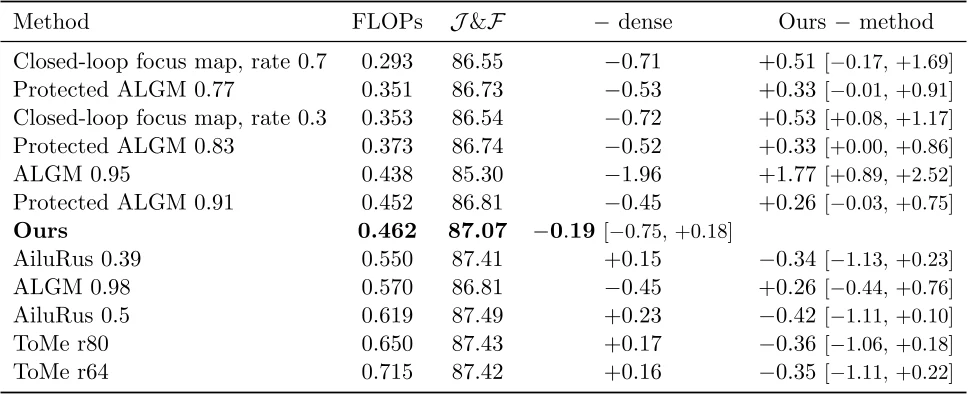 Method FLOPs 𝒥&ℱ − dense Ours − method
Closed-loop focus map, rate 0.7 0.293 86.55 −0.71 +0.51 [−0.17, +1.69]
Protected ALGM 0.77 0.351 86.73 −0.53 +0.33 [−0.01, +0.91]
Closed-loop focus map, rate 0.3 0.353 86.54 −0.72 +0.53 [+0.08, +1.17]
Protected ALGM 0.83 0.373 86.74 −0.52 +0.33 [+0.00, +0.86]
ALGM 0.95 0.438 85.30 −1.96 +1.77 [+0.89, +2.52]
Protected ALGM 0.91 0.452 86.81 −0.45 +0.26 [−0.03, +0.75]
Ours 0.462 87.07 −0.19 [−0.75, +0.18]
AiluRus 0.39 0.550 87.41 +0.15 −0.34 [−1.13, +0.23]
ALGM 0.98 0.570 86.81 −0.45 +0.26 [−0.44, +0.76]
AiluRus 0.5 0.619 87.49 +0.23 −0.42 [−1.11, +0.10]
ToMe r80 0.650 87.43 +0.17 −0.36 [−1.06, +0.18]
ToMe r64 0.715 87.42 +0.16 −0.35 [−1.11, +0.22]